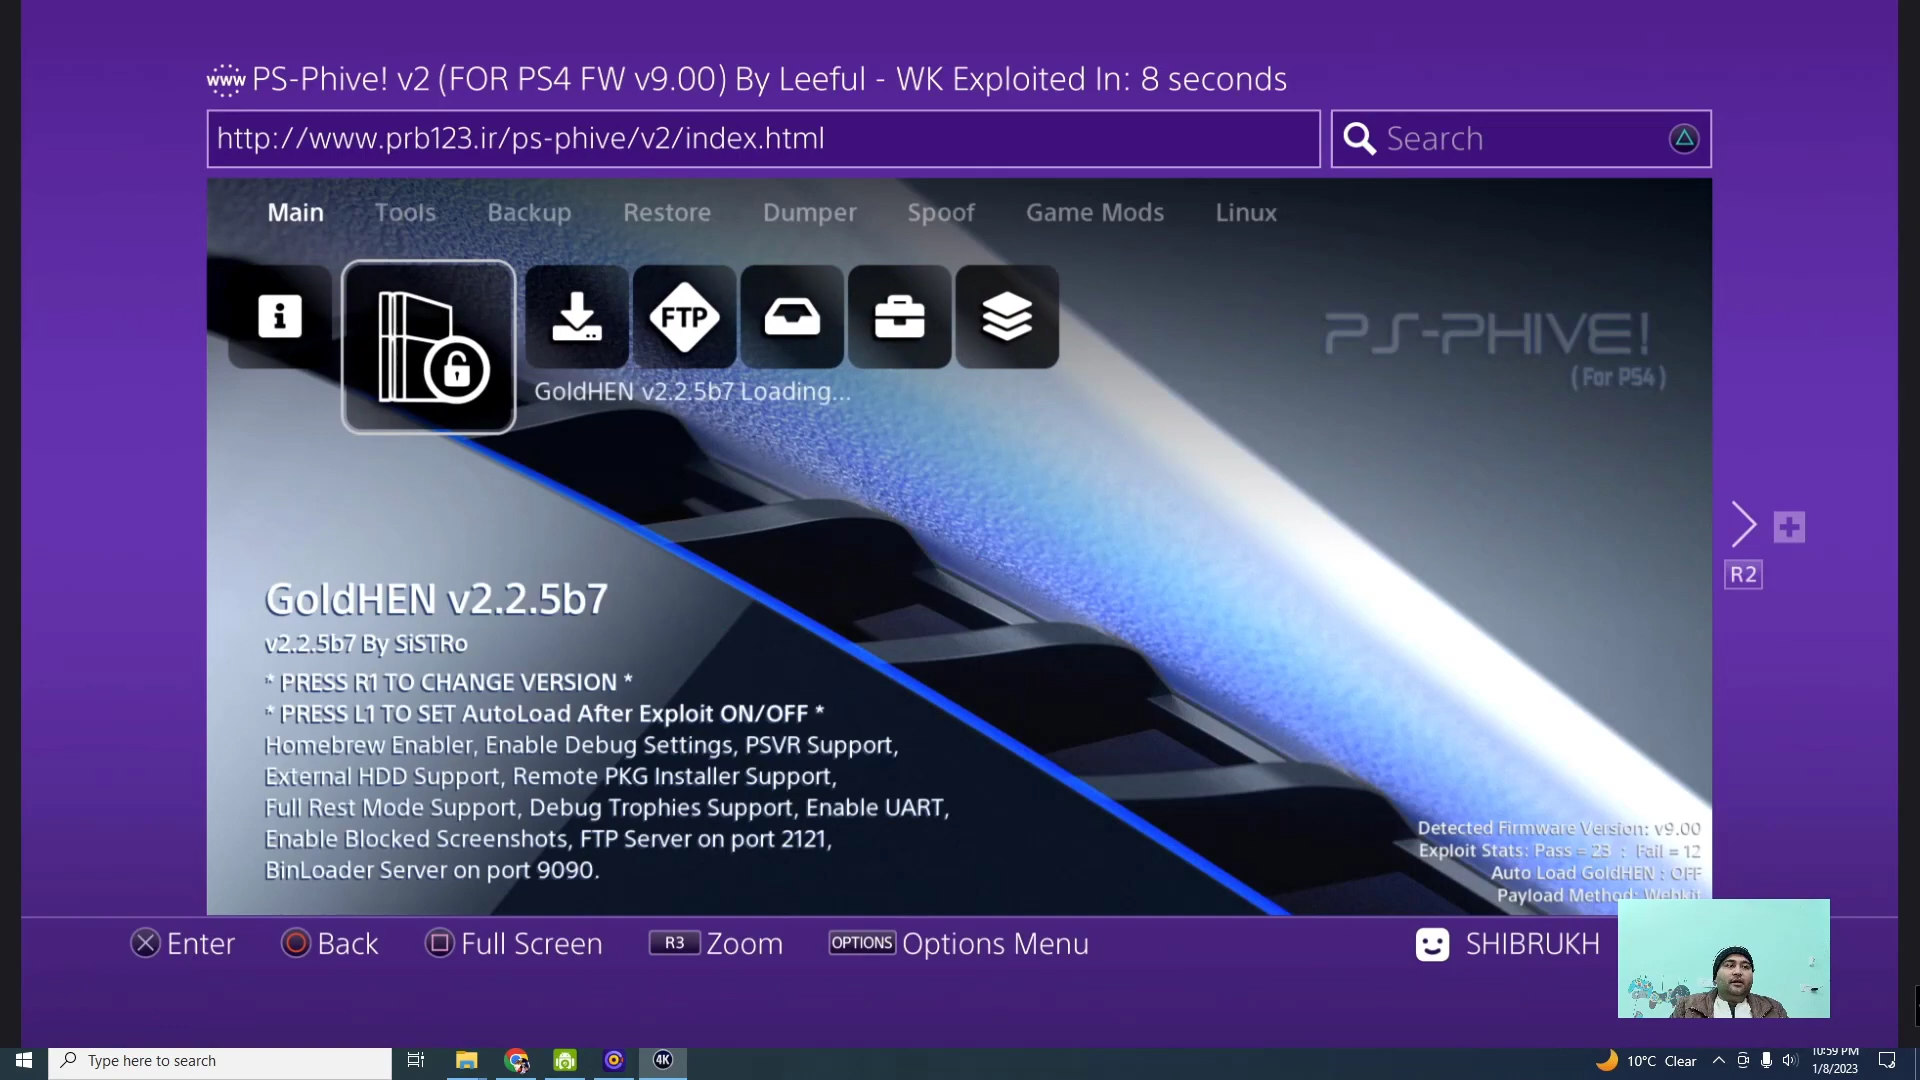 www PS-Phive! v2 (FOR PS4 FW v9.00) By Leeful - WK Exploited In: 8 seconds
http://www.prb123.ir/ps-phive/v2/index.html
Search
Main Tools Backup Restore Dumper Spoof Game Mods Linux
FTP
PS-PHIVE!
(For PS4)
GoldHEN v2.2.5b7 Loading...
R2
GoldHEN v2.2.5b7
v2.2.5b7 By SiSTRo
* PRESS R1 TO CHANGE VERSION *
* PRESS L1 TO SET AutoLoad After Exploit ON/OFF *
Homebrew Enabler, Enable Debug Settings, PSVR Support,
External HDD Support, Remote PKG Installer Support,
Full Rest Mode Support, Debug Trophies Support, Enable UART,
Enable Blocked Screenshots, FTP Server on port 2121,
BinLoader Server on port 9090.
Detected Firmware Version: v9.00
Exploit Stats: Pass = 23 : Fail = 12
Auto Load GoldHEN : OFF
Payload Method: Webkit
Enter Back Full Screen R3 Zoom OPTIONS Options Menu
SHIBRUKH
Type here to search
4K
10°C Clear
10:59 PM
1/8/2023